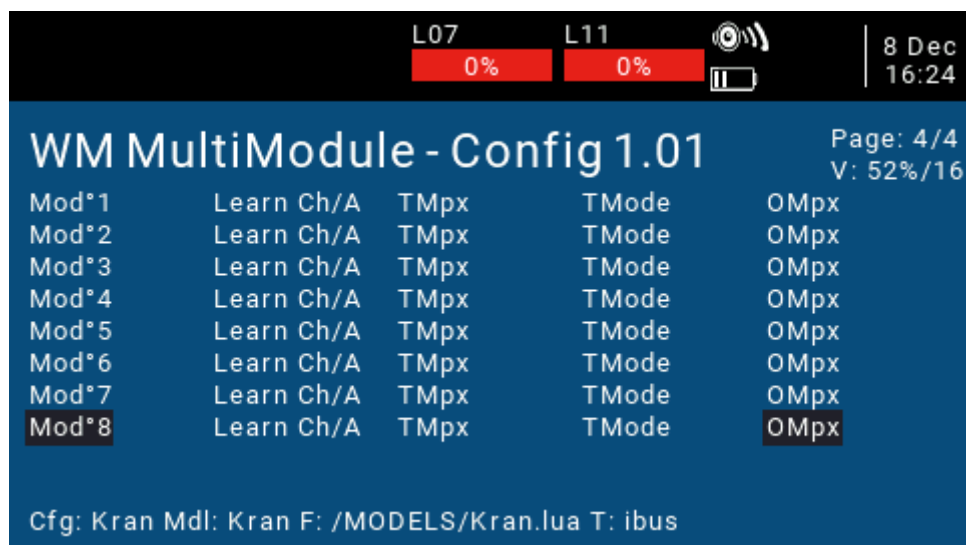 L07 L11
0% 0%
8 Dec
16:24
WM MultiModule - Config 1.01
Page: 4/4
V: 52%/16
Mod°1 Learn Ch/A TMpx TMode OMpx
Mod°2 Learn Ch/A TMpx TMode OMpx
Mod°3 Learn Ch/A TMpx TMode OMpx
Mod°4 Learn Ch/A TMpx TMode OMpx
Mod°5 Learn Ch/A TMpx TMode OMpx
Mod°6 Learn Ch/A TMpx TMode OMpx
Mod°7 Learn Ch/A TMpx TMode OMpx
Mod°8 Learn Ch/A TMpx TMode OMpx
Cfg: Kran Mdl: Kran F: /MODELS/Kran.lua T: ibus